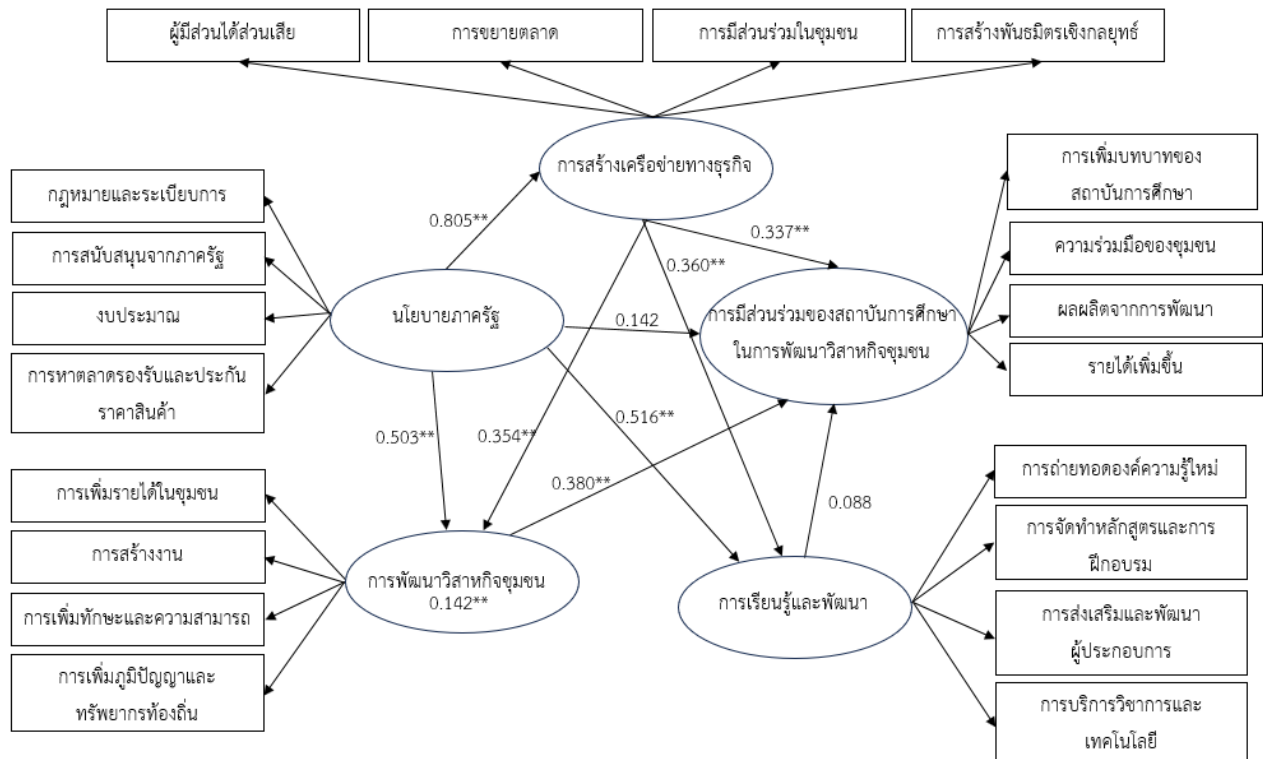 ผู้มีส่วนได้ส่วนเสีย
การขยายตลาด
การมีส่วนร่วมในชุมชน
การสร้างพันธมิตรเชิงกลยุทธ์
การสร้างเครือข่ายทางธุรกิจ
การเพิ่มบทบาทของ
สถาบันการศึกษา
ความร่วมมือของชุมชน
ผลผลิตจากการพัฒนา
รายได้เพิ่มขึ้น
กฎหมายและระเบียบการ
การสนับสนุนจากภาครัฐ
งบประมาณ
การหาตลาดรองรับและประกัน
ราคาสินค้า
0.805**
0.337**
0.360**
นโยบายภาครัฐ
0.142
การมีส่วนร่วมของสถาบันการศึกษา
ในการพัฒนาวิสาหกิจชุมชน
0.503**
0.354**
0.516**
0.380**
0.088
การเพิ่มรายได้ในชุมชน
การสร้างงาน
การเพิ่มทักษะและความสามารถ
การเพิ่มภูมิปัญญาและ
ทรัพยากรท้องถิ่น
การพัฒนาวิสาหกิจชุมชน
0.142**
การเรียนรู้และพัฒนา
การถ่ายทอดองค์ความรู้ใหม่
การจัดทำหลักสูตรและการ
ฝึกอบรม
การส่งเสริมและพัฒนา
ผู้ประกอบการ
การบริการวิชาการและ
เทคโนโลยี